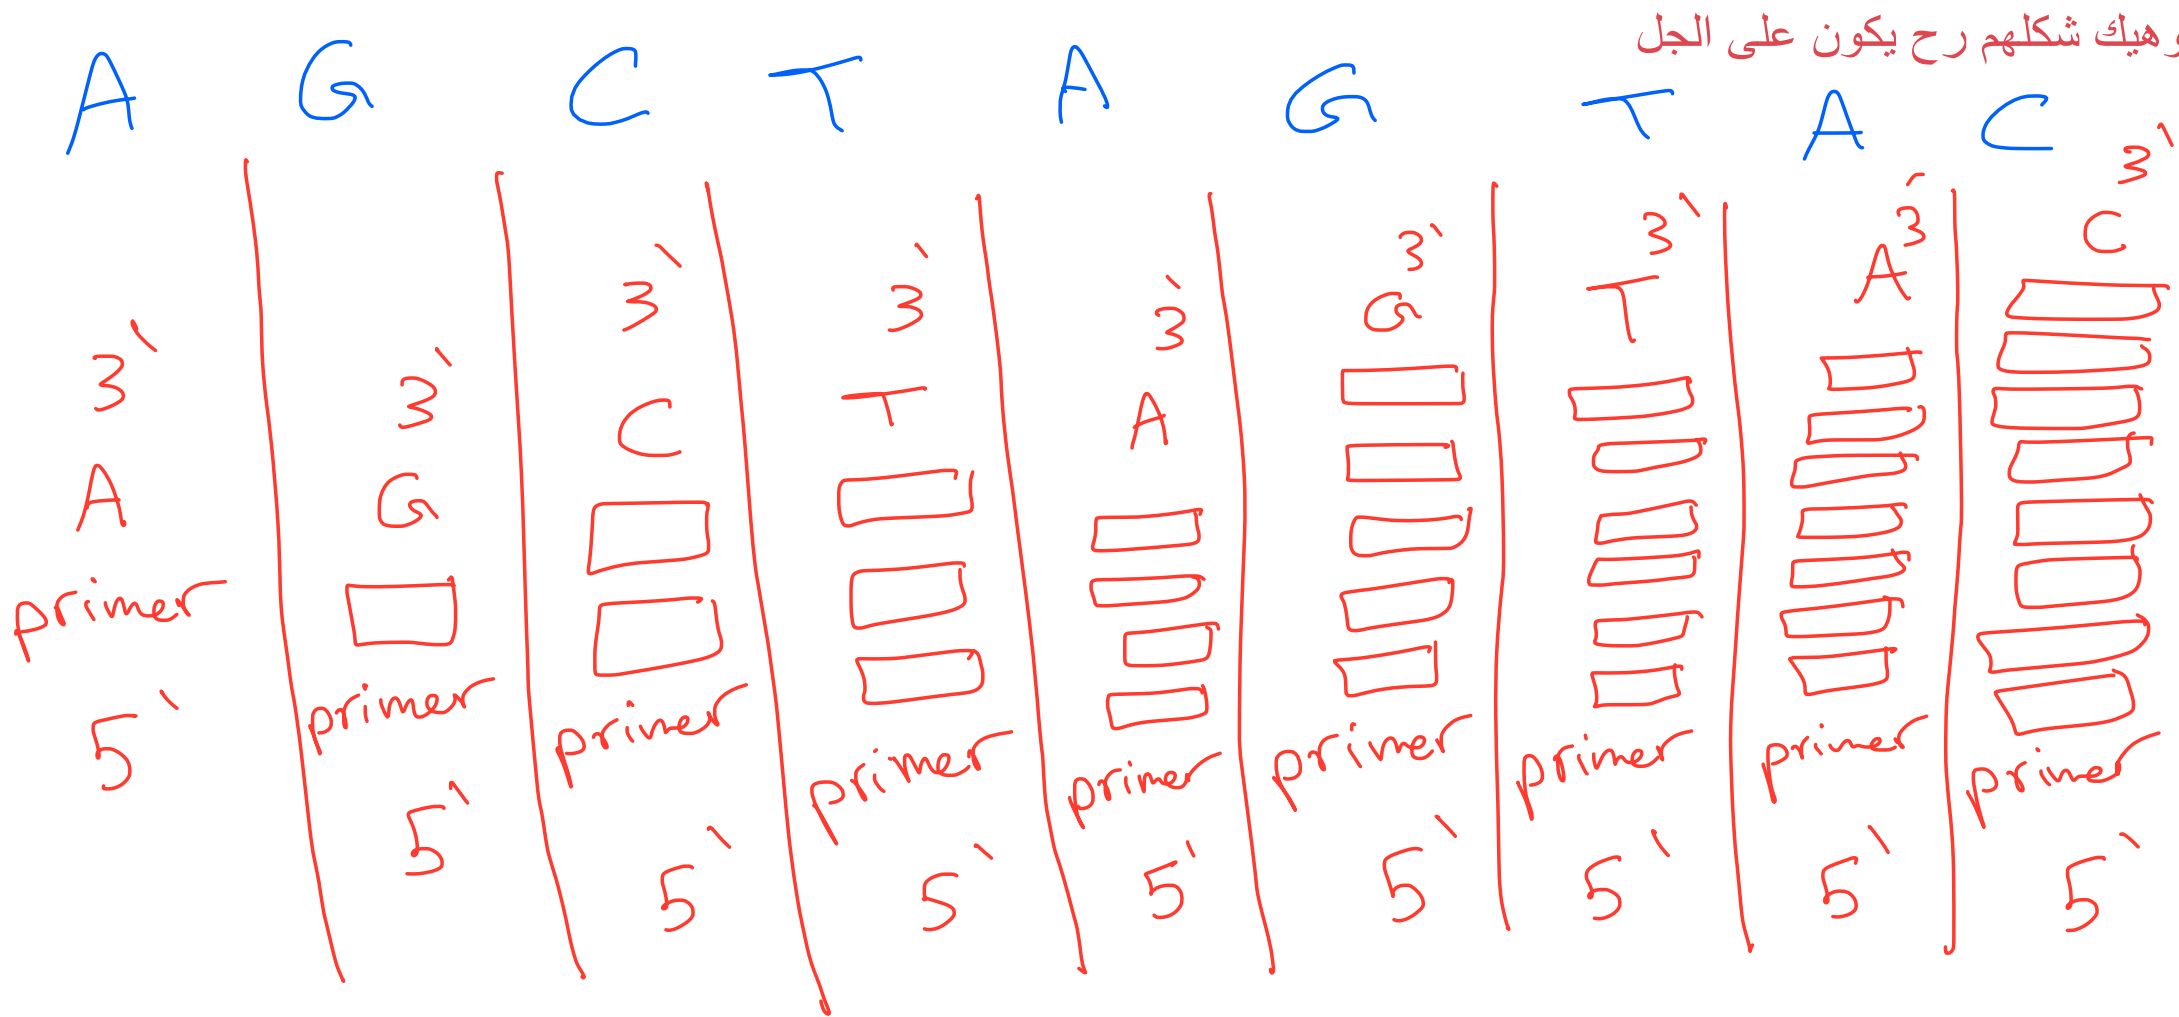 وهيك شكلهم رح يكون على الجل
A G C T A G T A C
3' 3' 3' 3' 3' 3' 3' 3' 3'
A G C T A G T A C
primer primer primer primer primer primer primer primer primer
5' 5' 5' 5' 5' 5' 5' 5' 5'